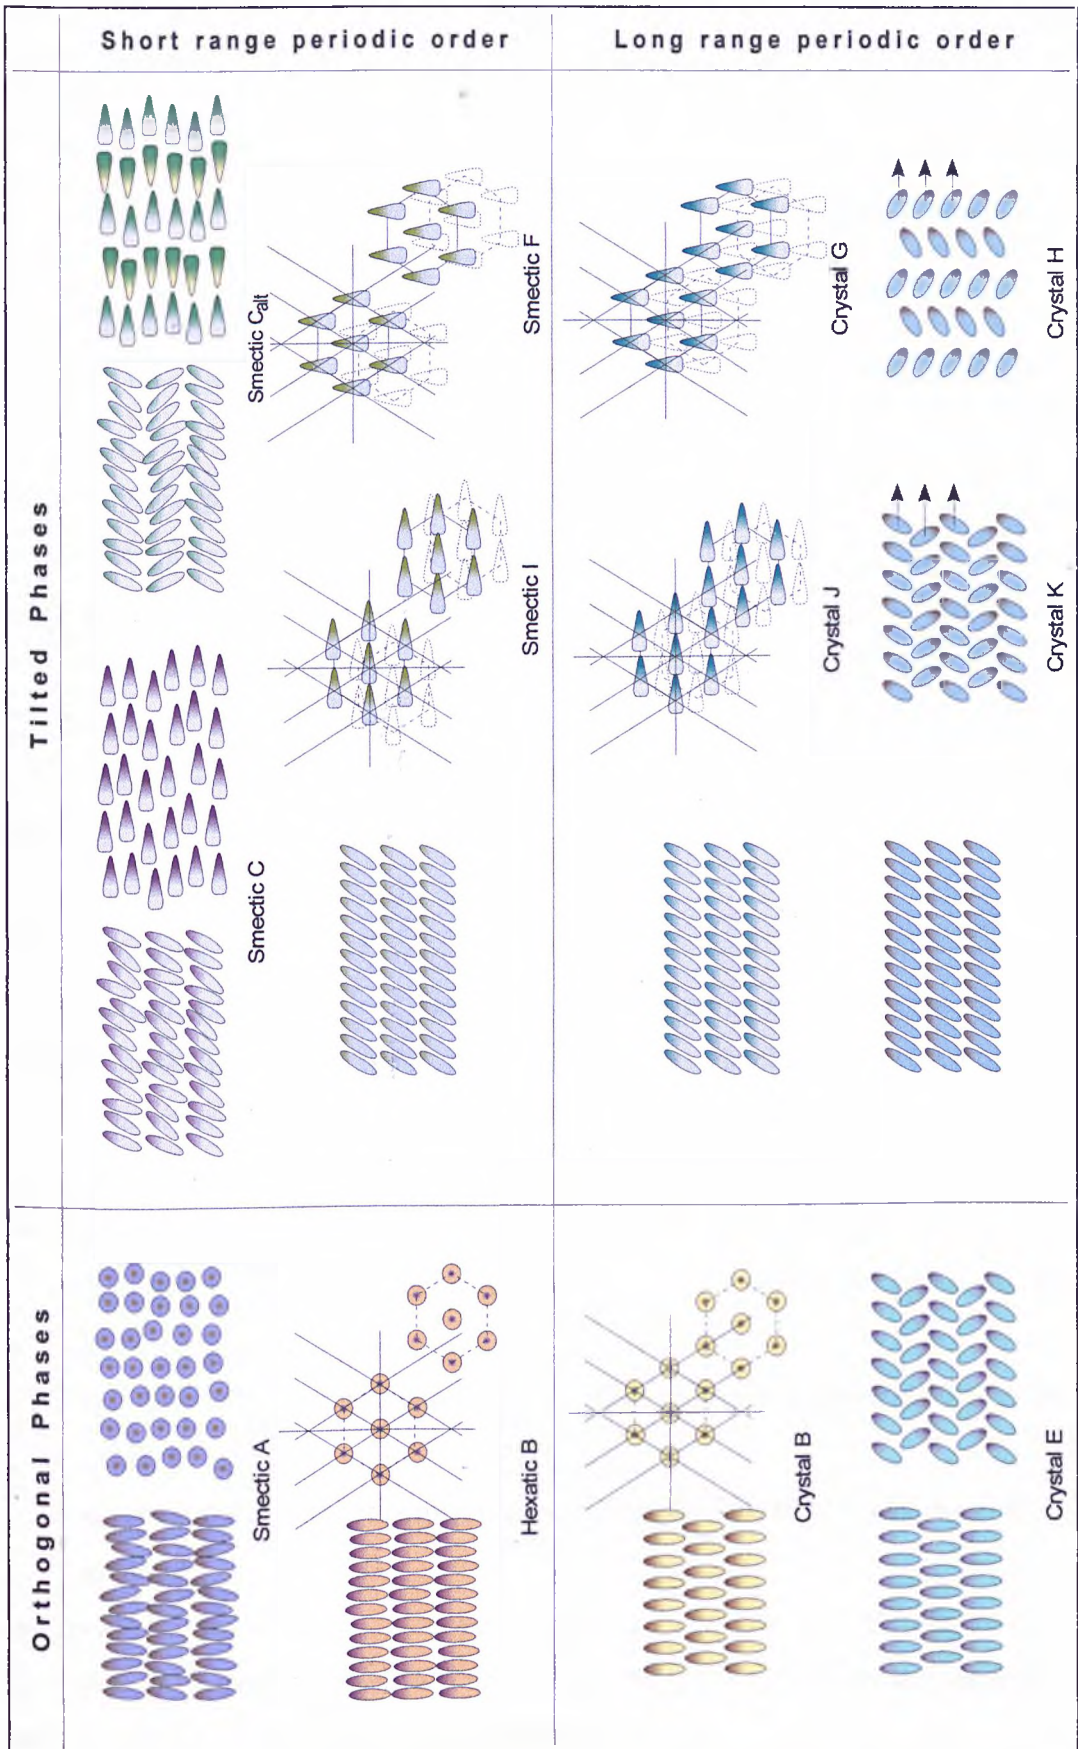 Short range periodic order
Long range periodic order
Tilted Phases
Orthogonal Phases
Smectic C
Smectic Calt
Smectic I
Smectic F
Crystal J
Crystal G
Crystal K
Crystal H
Smectic A
Hexatic B
Crystal B
Crystal E